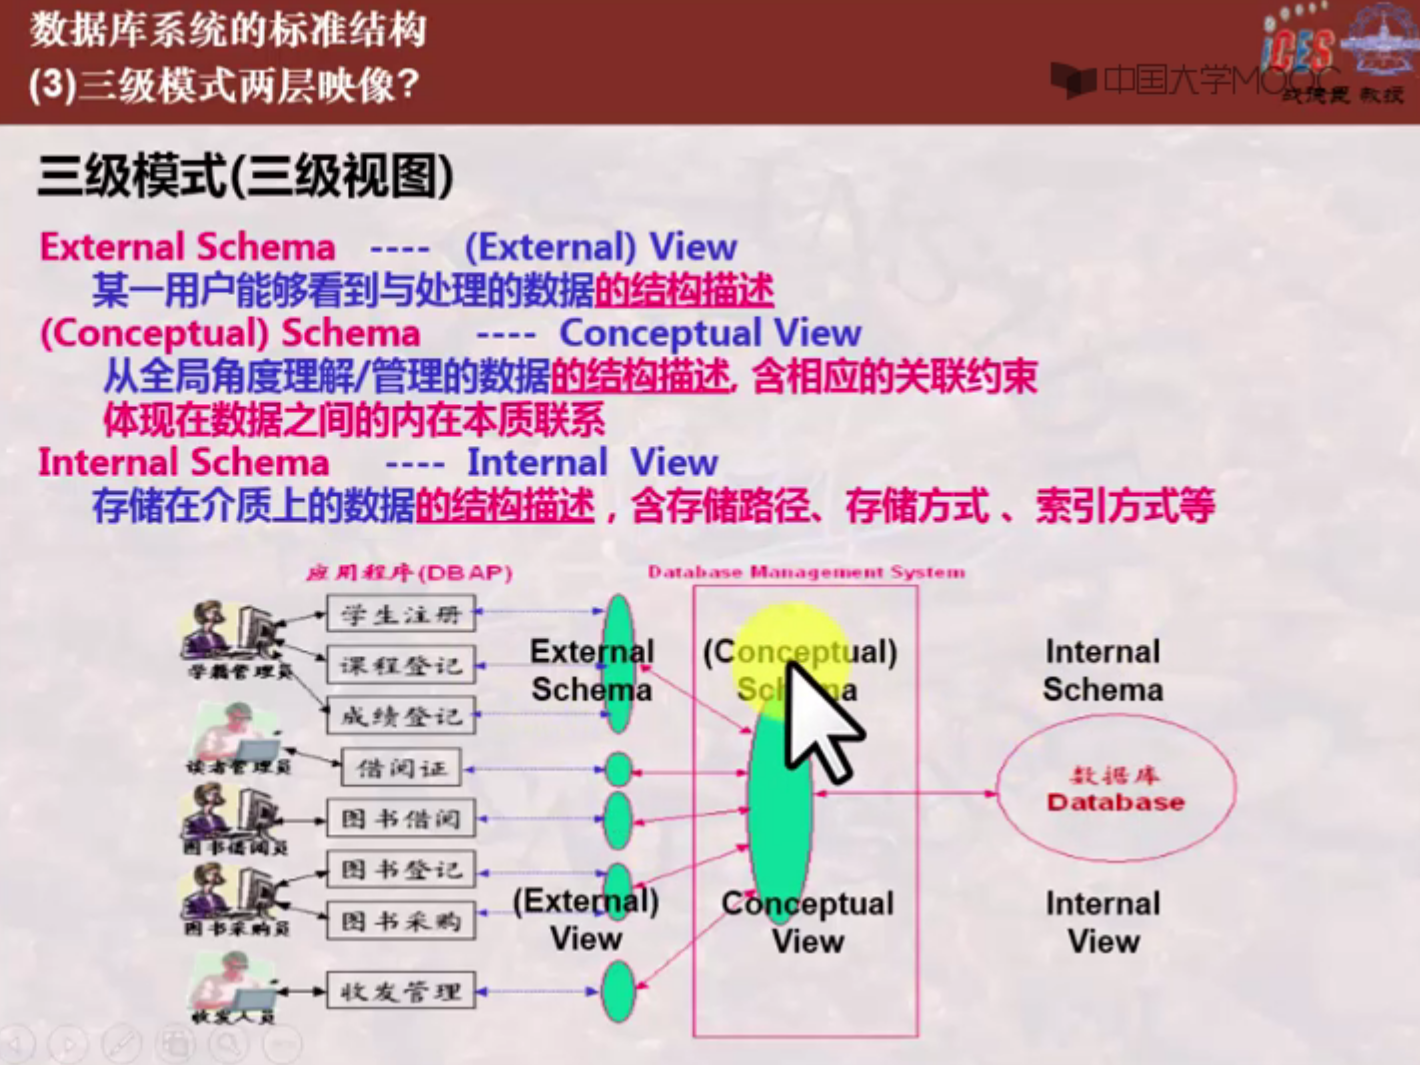 数据库系统的标准结构
(3)三级模式两层映像?
iCES
中国大学MOOC
战德臣 教授
三级模式(三级视图)
External Schema ---- (External) View
某一用户能够看到与处理的数据的结构描述
(Conceptual) Schema ---- Conceptual View
从全局角度理解/管理的数据的结构描述, 含相应的关联约束
体现在数据之间的内在本质联系
Internal Schema ---- Internal View
存储在介质上的数据的结构描述，含存储路径、存储方式 、索引方式等
应用程序(DBAP)
Database Management System
学籍管理员
学生注册
课程登记
成绩登记
读者管理员
借阅证
图书借阅员
图书借阅
图书采购员
图书登记
图书采购
收发人员
收发管理
External
Schema
(External)
View
(Conceptual)
Schema
Conceptual
View
Internal
Schema
数据库
Database
Internal
View